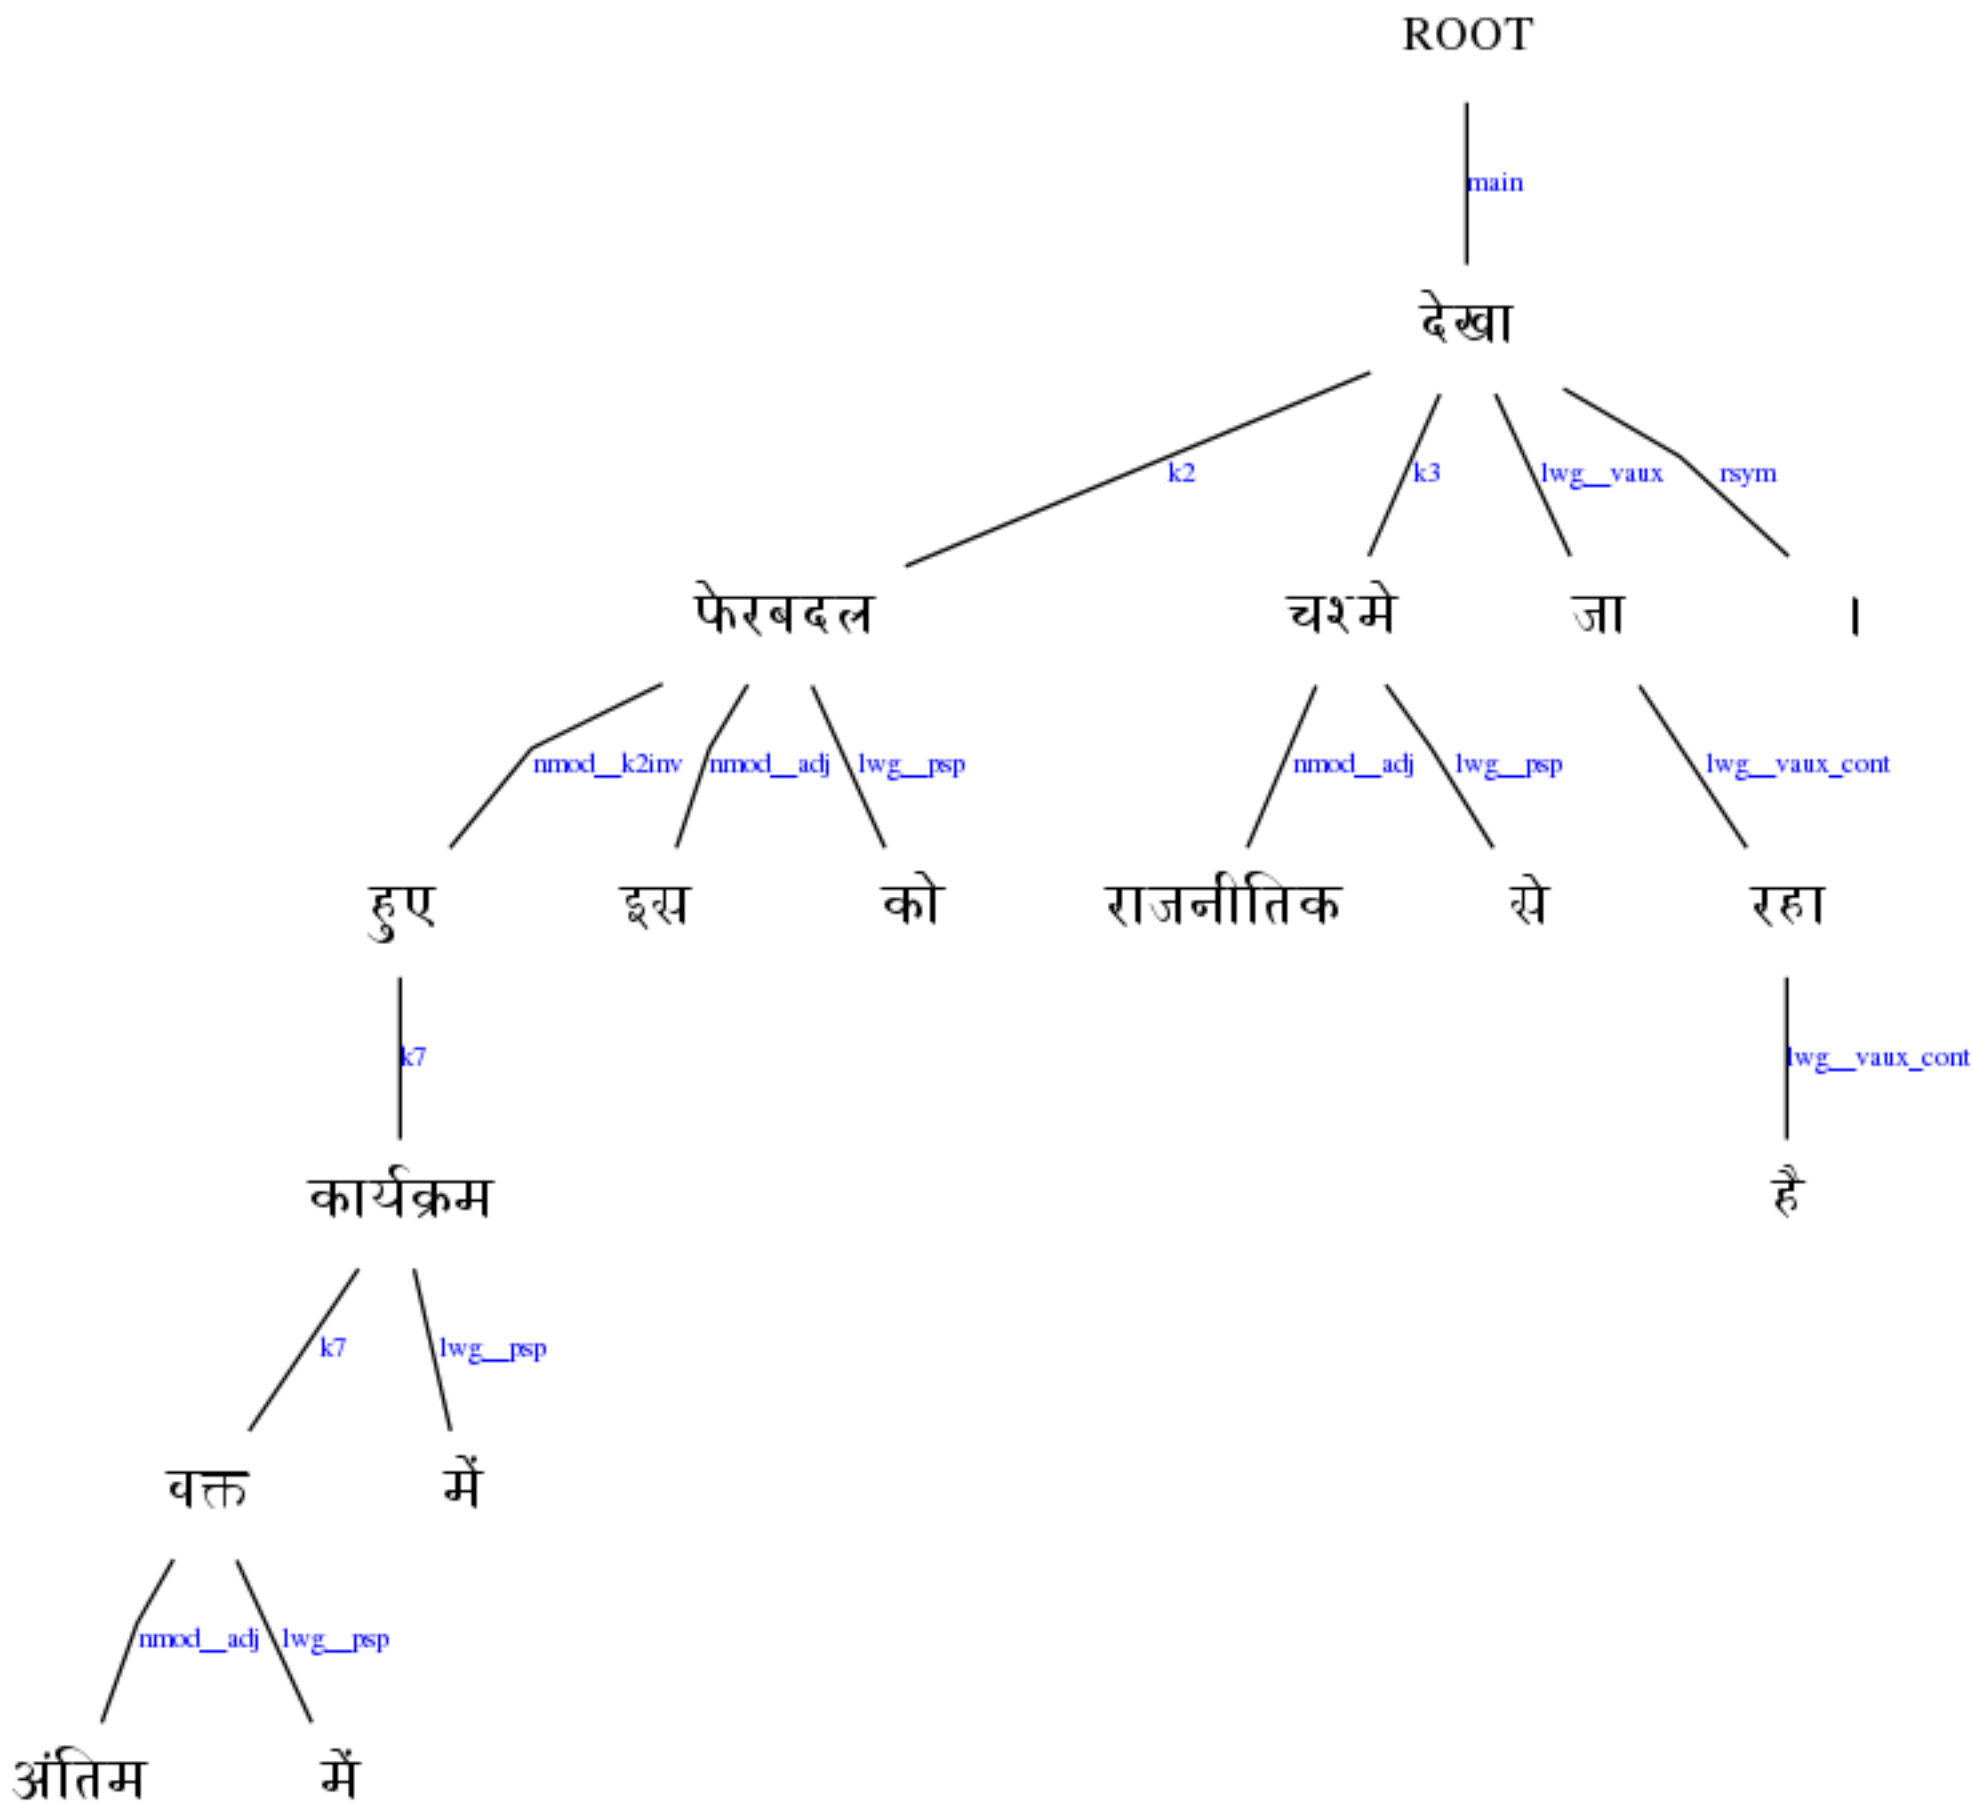 ROOT
main
देखा
k2 k3 lwg__vaux rsym
फेरबदल चश्मे जा ।
nmod__k2inv nmod__adj lwg__psp nmod__adj lwg__psp lwg__vaux_cont
हुए इस को राजनीतिक से रहा
k7 lwg__vaux_cont
कार्यक्रम है
k7 lwg__psp
वक्त में
nmod__adj lwg__psp
अंतिम में